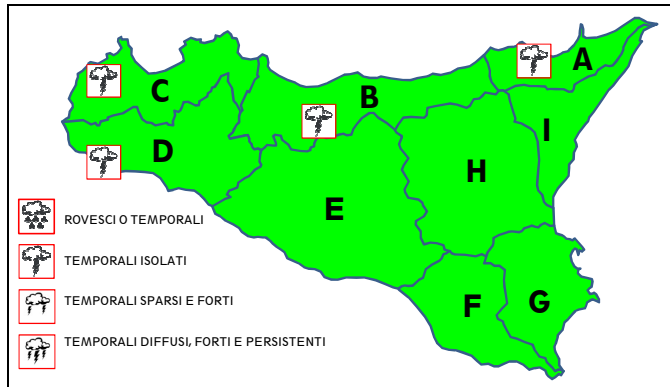 A
B
C
I
D
H
E
F
G
ROVESCI O TEMPORALI
TEMPORALI ISOLATI
TEMPORALI SPARSI E FORTI
TEMPORALI DIFFUSI, FORTI E PERSISTENTI